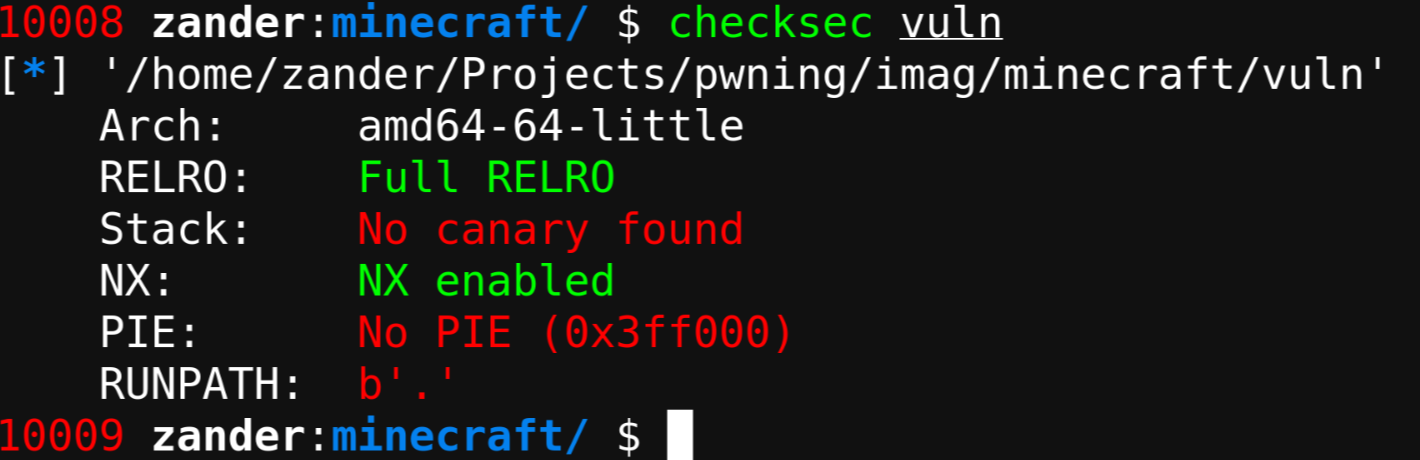 10008 zander:minecraft/ $ checksec vuln
[*] '/home/zander/Projects/pwning/imag/minecraft/vuln'
    Arch:     amd64-64-little
    RELRO:    Full RELRO
    Stack:    No canary found
    NX:       NX enabled
    PIE:      No PIE (0x3ff000)
    RUNPATH:  b'.'
10009 zander:minecraft/ $